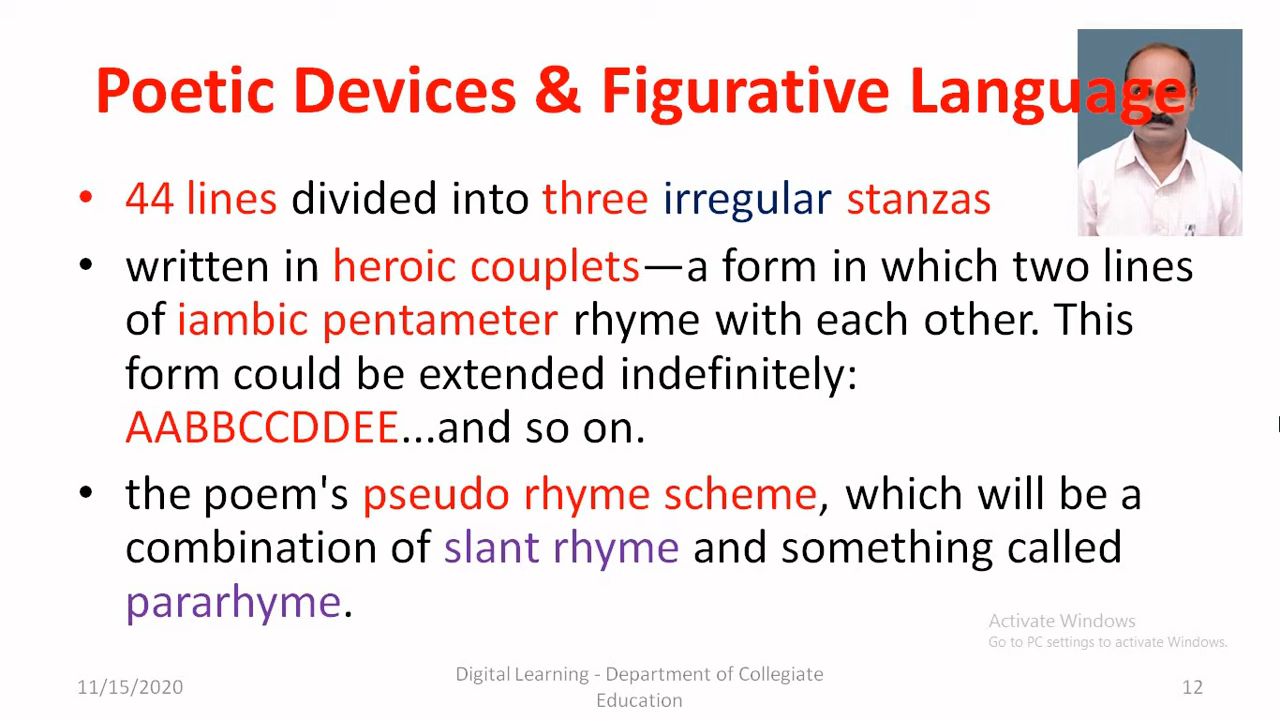 Poetic Devices & Figurative Language
• 44 lines divided into three irregular stanzas
• written in heroic couplets—a form in which two lines
of iambic pentameter rhyme with each other. This
form could be extended indefinitely:
AABBCCDDEE...and so on.
• the poem's pseudo rhyme scheme, which will be a
combination of slant rhyme and something called
pararhyme.
Activate Windows
Go to PC settings to activate Windows.
11/15/2020
Digital Learning - Department of Collegiate
Education
12